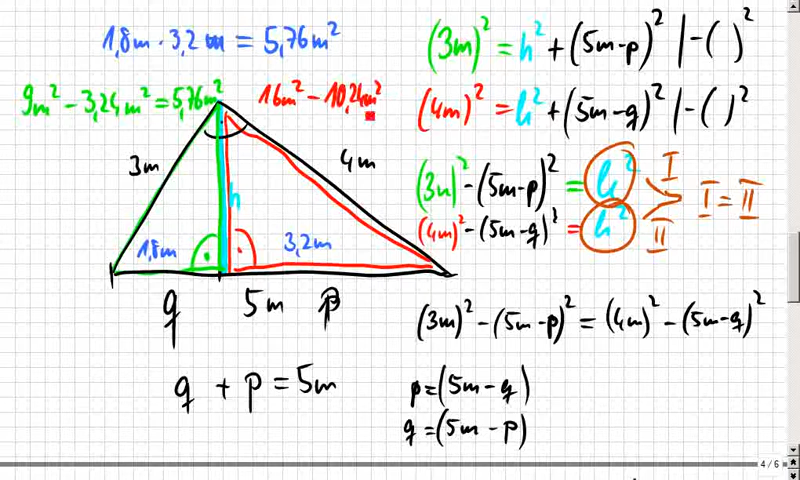 1,8m · 3,2m = 5,76m²
9m² - 3,24m² = 5,76m²
16m² - 10,24m²
3m
4m
h
1,8m
3,2m
q
5m
p
q + p = 5m
(3m)² = h² + (5m-p)² | - ( )²
(4m)² = h² + (5m-q)² | - ( )²
(3m)² - (5m-p)² = h² I
(4m)² - (5m-q)² = h² II
I = II
(3m)² - (5m-p)² = (4m)² - (5m-q)²
p = (5m - q)
q = (5m - p)
4/6